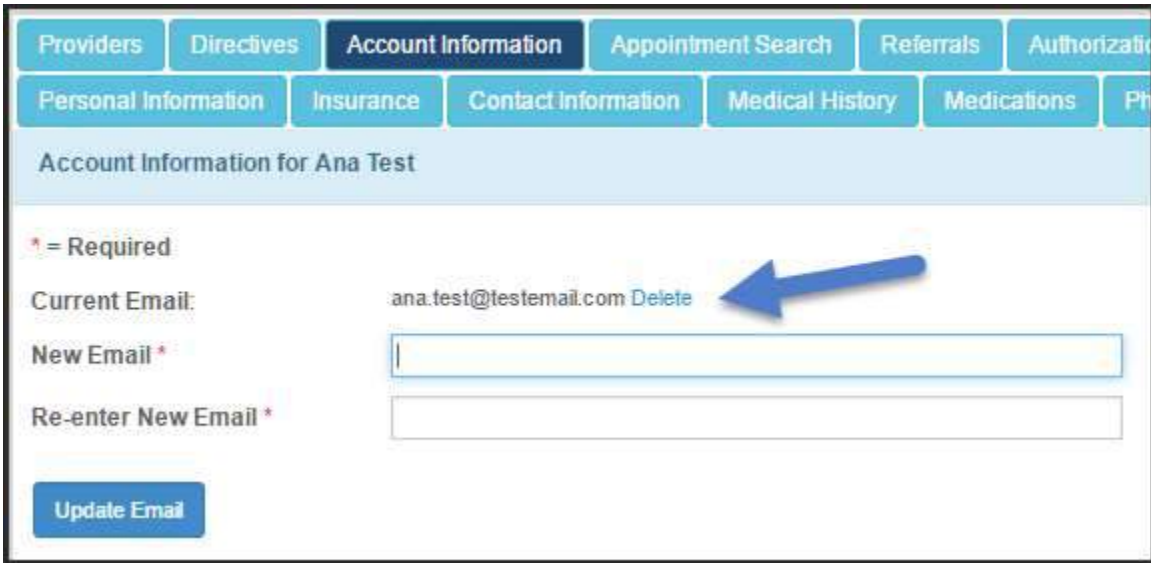 Providers Directives Account Information Appointment Search Referrals
Personal Information Insurance Contact Information Medical History Medications
Account Information for Ana Test
* = Required
Current Email: ana.test@testemail.com Delete
New Email *
Re-enter New Email *
Update Email